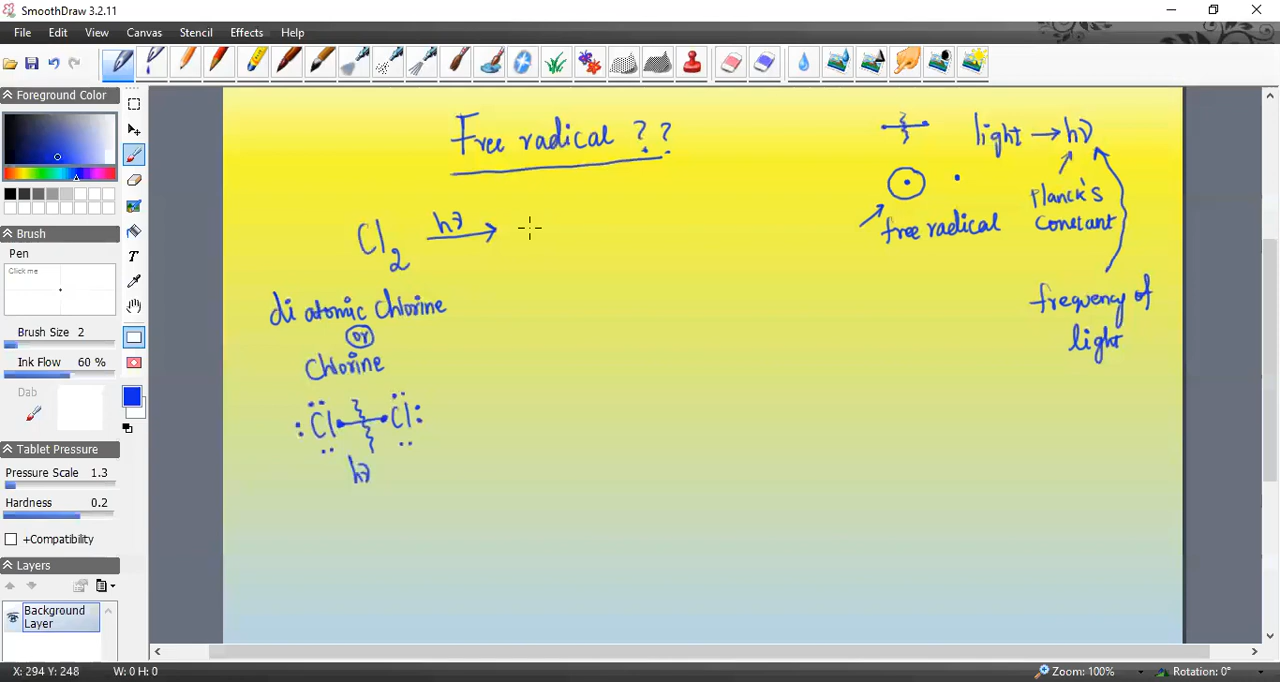 SmoothDraw 3.2.11
File Edit View Canvas Stencil Effects Help
Foreground Color
Brush
Pen
Click me
Brush Size 2
Ink Flow 60 %
Dab
Tablet Pressure
Pressure Scale 1.3
Hardness 0.2
+Compatibility
Layers
Background
Layer
X: 294 Y: 248 W: 0 H: 0
Zoom: 100%
Rotation: 0°
Free radical ??
Cl2 hν →
di atomic chlorine
or
Chlorine
:Cl Cl:
hν
light → hν
free radical
Planck's
Constant
frequency of
light